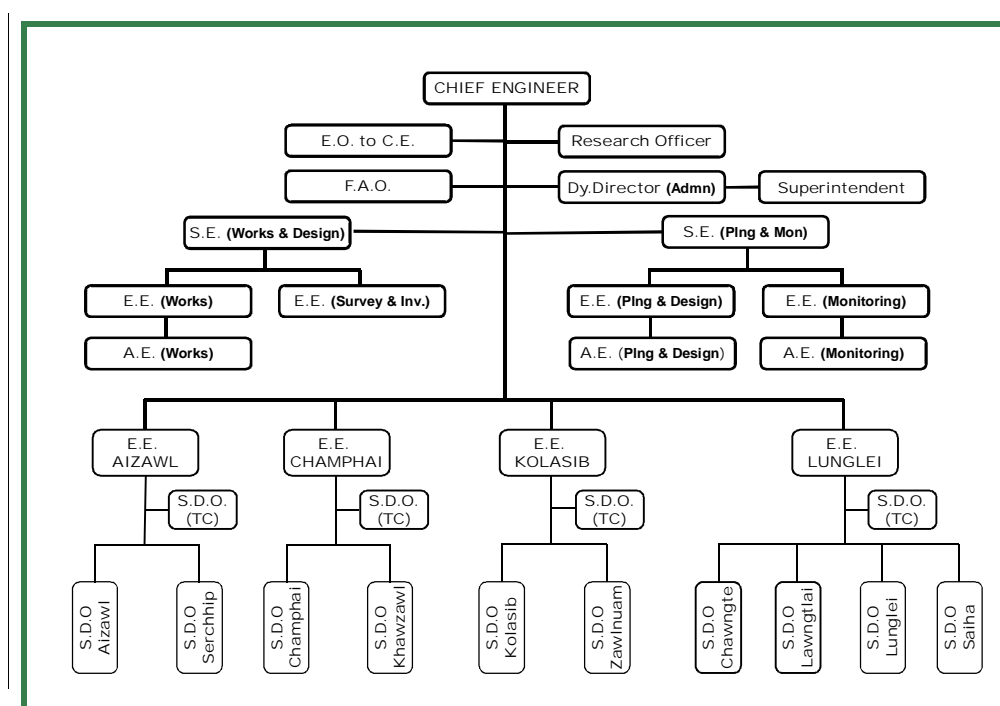 CHIEF ENGINEER
E.O. to C.E.
Research Officer
F.A.O.
Dy.Director (Admn)
Superintendent
S.E. (Works & Design)
S.E. (Plng & Mon)
E.E. (Works)
E.E. (Survey & Inv.)
E.E. (Plng & Design)
E.E. (Monitoring)
A.E. (Works)
A.E. (Plng & Design)
A.E. (Monitoring)
E.E.
AIZAWL
E.E.
CHAMPHAI
E.E.
KOLASIB
E.E.
LUNGLEI
S.D.O.
(TC)
S.D.O.
(TC)
S.D.O.
(TC)
S.D.O.
(TC)
S.D.O
Aizawl
S.D.O
Serchhip
S.D.O
Champhai
S.D.O
Khawzawl
S.D.O
Kolasib
S.D.O
Zawlnuam
S.D.O
Chawngte
S.D.O
Lawngtlai
S.D.O
Lunglei
S.D.O
Saiha